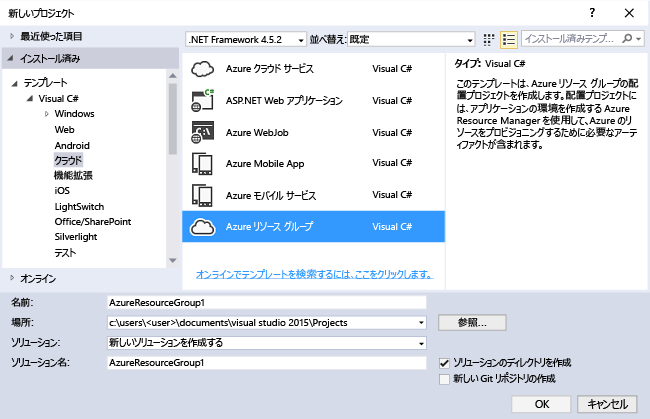 新しいプロジェクト
最近使った項目
.NET Framework 4.5.2
並べ替え:
既定
インストール済みテンプ...
インストール済み
テンプレート
Visual C#
Windows
Web
Android
クラウド
機能拡張
iOS
LightSwitch
Office/SharePoint
Silverlight
テスト
オンライン
Azure クラウド サービス Visual C#
ASP.NET Web アプリケーション Visual C#
Azure WebJob Visual C#
Azure Mobile App Visual C#
Azure モバイル サービス Visual C#
Azure リソース グループ Visual C#
オンラインでテンプレートを検索するには、ここをクリックします。
タイプ: Visual C#
このテンプレートは、Azure リソース グループの配
置プロジェクトを作成します。配置プロジェクトに
は、アプリケーションの環境を作成する Azure
Resource Manager を使用して、Azure のリ
ソースをプロビジョニングするために必要なアーテ
ィファクトが含まれます。
名前: AzureResourceGroup1
場所: c:\users\<user>\documents\visual studio 2015\Projects 参照...
ソリューション: 新しいソリューションを作成する
ソリューション名: AzureResourceGroup1
ソリューションのディレクトリを作成
新しい Git リポジトリの作成
OK キャンセル